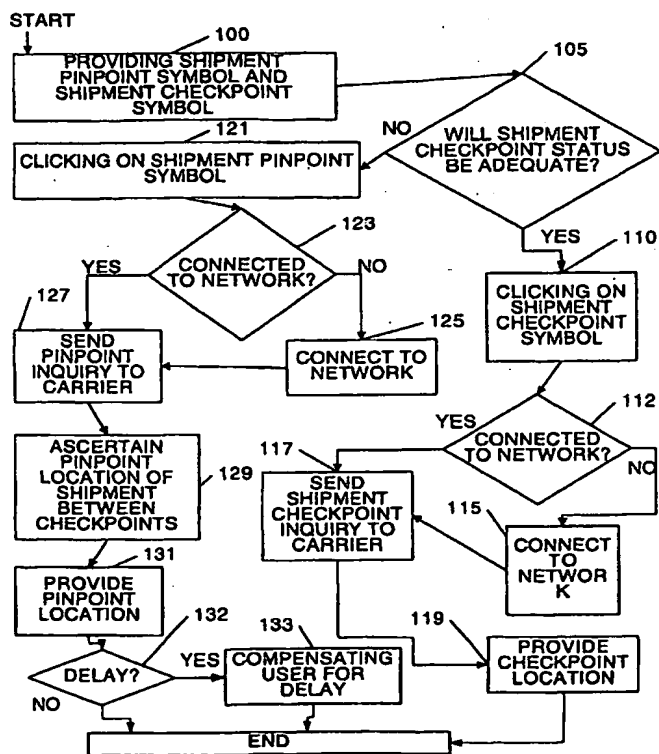 START
100
PROVIDING SHIPMENT
PINPOINT SYMBOL AND
SHIPMENT CHECKPOINT
SYMBOL
105
WILL SHIPMENT
CHECKPOINT STATUS
BE ADEQUATE?
NO
121
CLICKING ON SHIPMENT PINPOINT
SYMBOL
YES
110
123
CONNECTED
TO NETWORK?
YES
NO
CLICKING ON
SHIPMENT
CHECKPOINT
SYMBOL
127
SEND
PINPOINT
INQUIRY TO
CARRIER
125
CONNECT TO
NETWORK
112
CONNECTED
TO NETWORK?
YES
NO
ASCERTAIN
PINPOINT
LOCATION OF
SHIPMENT
BETWEEN
CHECKPOINTS
129
117
SEND
SHIPMENT
CHECKPOINT
INQUIRY TO
CARRIER
115
CONNECT
TO
NETWOR
K
131
PROVIDE
PINPOINT
LOCATION
132
DELAY?
YES
NO
133
COMPENSATING
USER FOR
DELAY
119
PROVIDE
CHECKPOINT
LOCATION
END